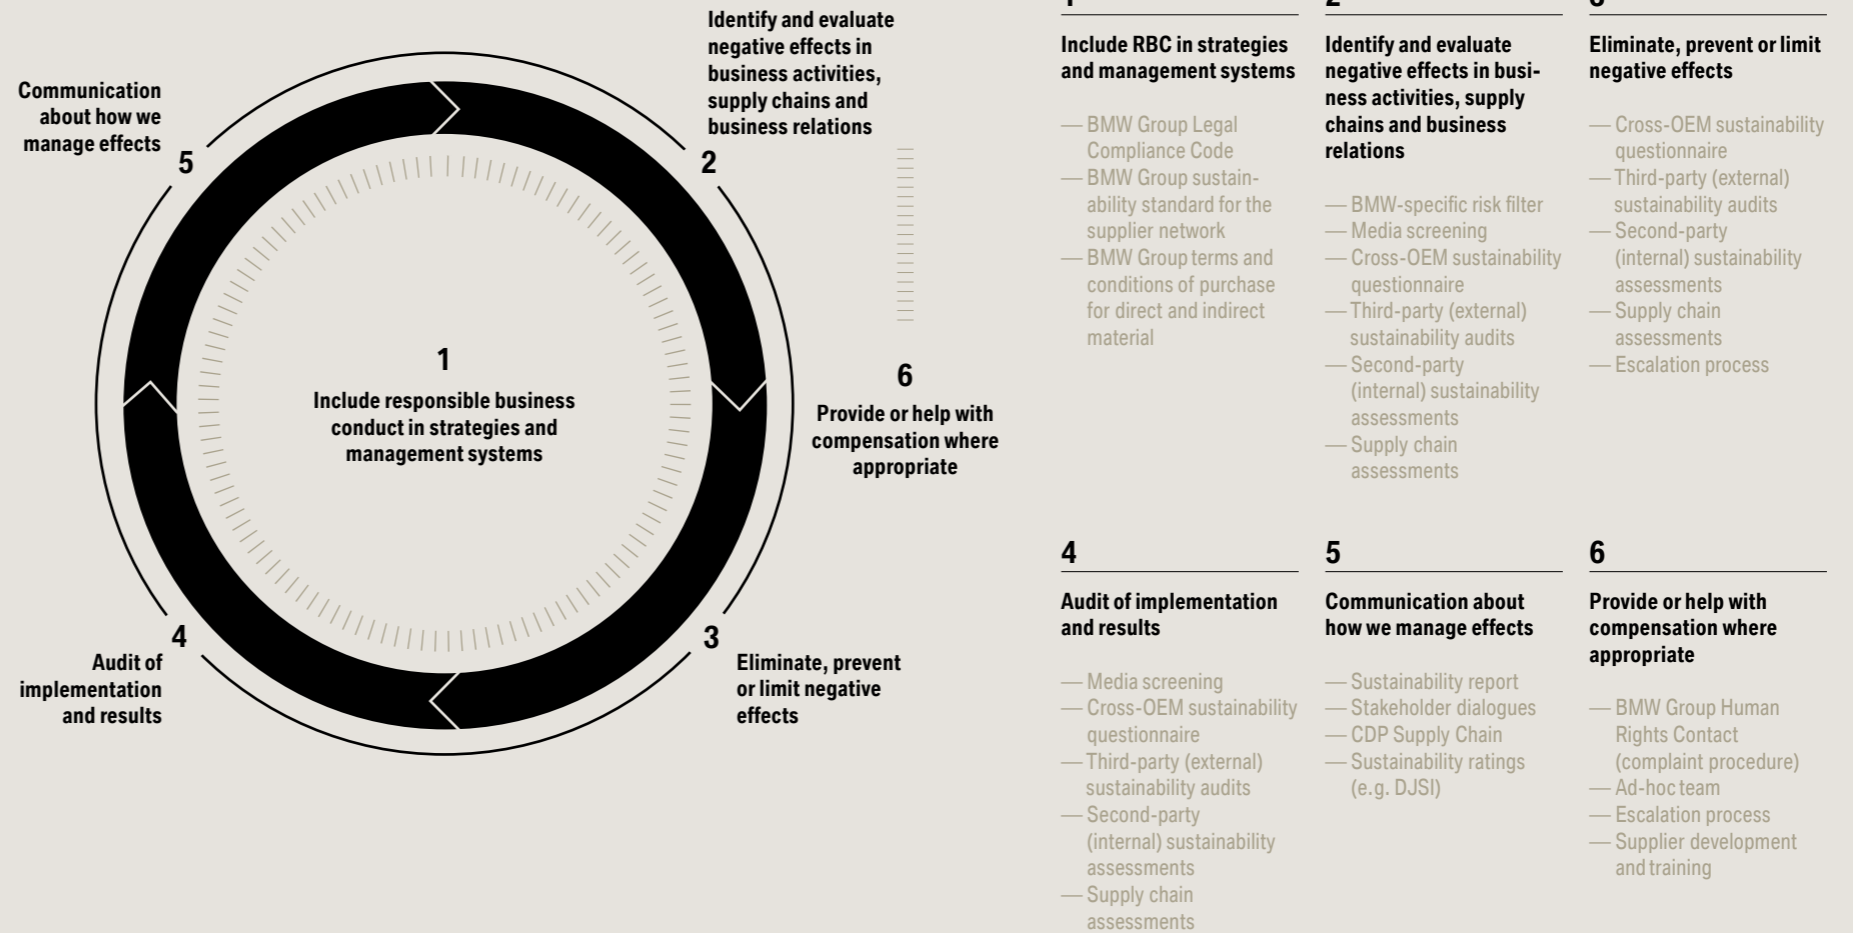 Identify and evaluate
negative effects in
business activities,
supply chains and
business relations
Communication
about how we
manage effects
5
2
1
Include responsible business
conduct in strategies and
management systems
6
Provide or help with
compensation where
appropriate
4
Audit of
implementation
and results
3
Eliminate, prevent
or limit negative
effects
1
Include RBC in strategies
and management systems
— BMW Group Legal
Compliance Code
— BMW Group sustain-
ability standard for the
supplier network
— BMW Group terms and
conditions of purchase
for direct and indirect
material
2
Identify and evaluate
negative effects in busi-
ness activities, supply
chains and business
relations
— BMW-specific risk filter
— Media screening
— Cross-OEM sustainability
questionnaire
— Third-party (external)
sustainability audits
— Second-party
(internal) sustainability
assessments
— Supply chain
assessments
3
Eliminate, prevent or limit
negative effects
— Cross-OEM sustainability
questionnaire
— Third-party (external)
sustainability audits
— Second-party
(internal) sustainability
assessments
— Supply chain
assessments
— Escalation process
4
Audit of implementation
and results
— Media screening
— Cross-OEM sustainability
questionnaire
— Third-party (external)
sustainability audits
— Second-party
(internal) sustainability
assessments
— Supply chain
assessments
5
Communication about
how we manage effects
— Sustainability report
— Stakeholder dialogues
— CDP Supply Chain
— Sustainability ratings
(e.g. DJSI)
6
Provide or help with
compensation where
appropriate
— BMW Group Human
Rights Contact
(complaint procedure)
— Ad-hoc team
— Escalation process
— Supplier development
and training